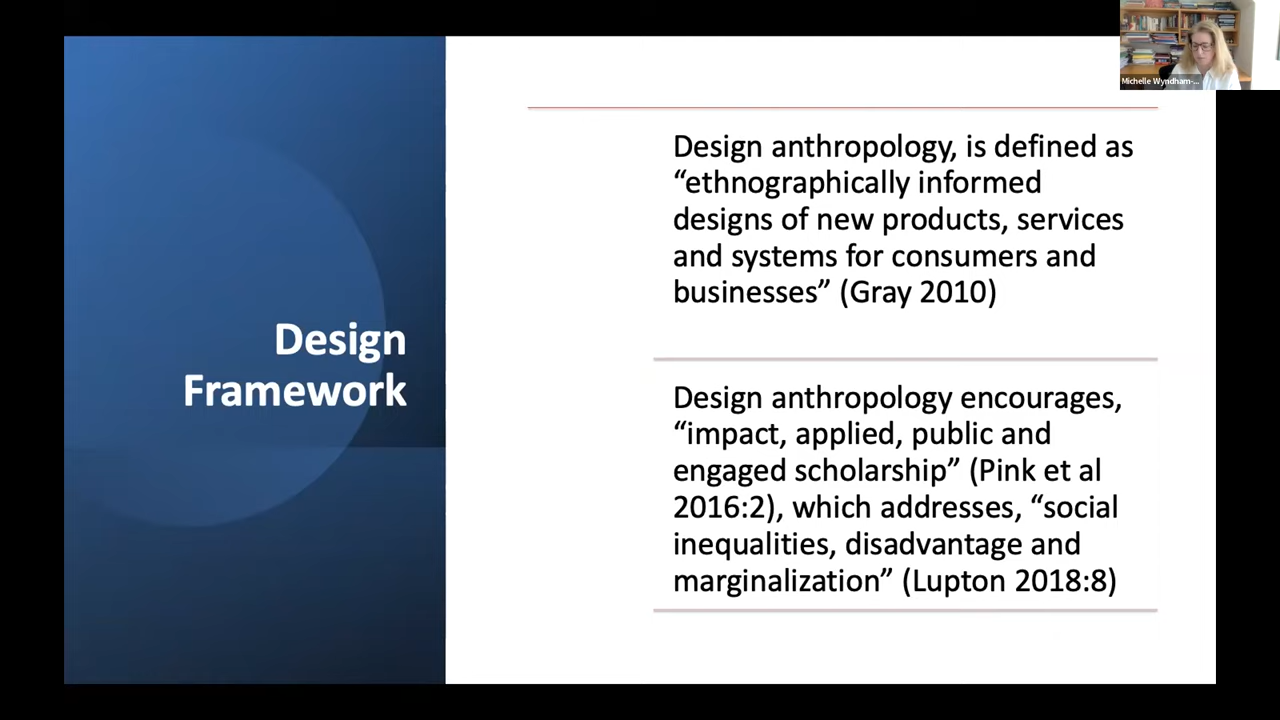 Michelle Wyndham-...
Design
Framework
Design anthropology, is defined as
“ethnographically informed
designs of new products, services
and systems for consumers and
businesses” (Gray 2010)
Design anthropology encourages,
“impact, applied, public and
engaged scholarship” (Pink et al
2016:2), which addresses, “social
inequalities, disadvantage and
marginalization” (Lupton 2018:8)